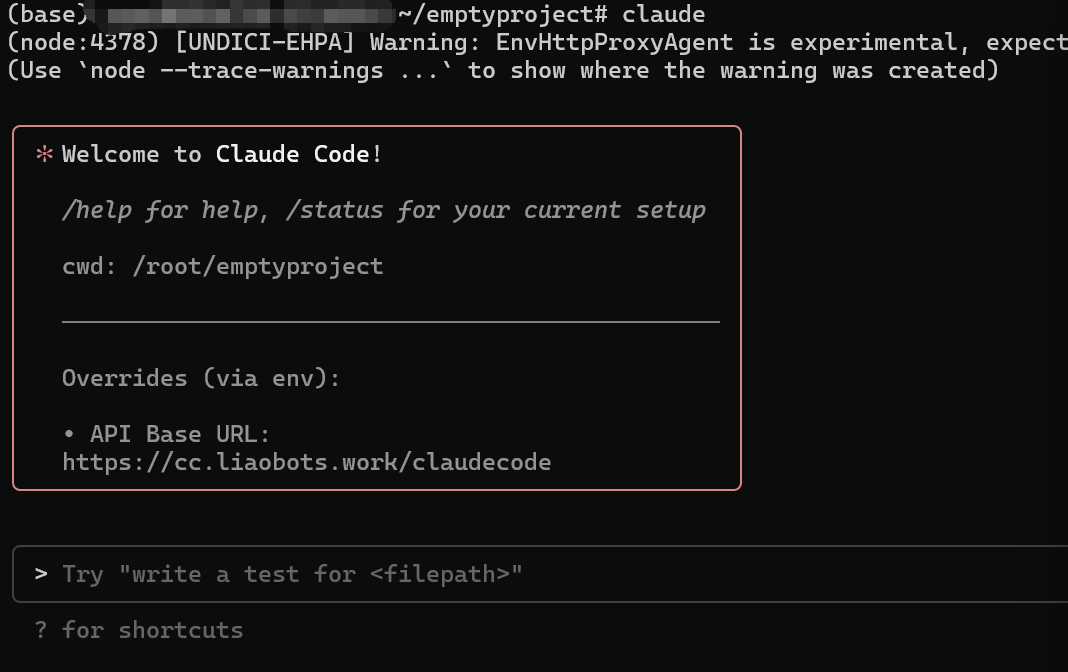 (base) ~/emptyproject# claude
(node:4378) [UNDICI-EHPA] Warning: EnvHttpProxyAgent is experimental, expect
(Use `node --trace-warnings ...` to show where the warning was created)
* Welcome to Claude Code!
/help for help, /status for your current setup
cwd: /root/emptyproject
Overrides (via env):
• API Base URL:
https://cc.liaobots.work/claudecode
> Try "write a test for <filepath>"
? for shortcuts